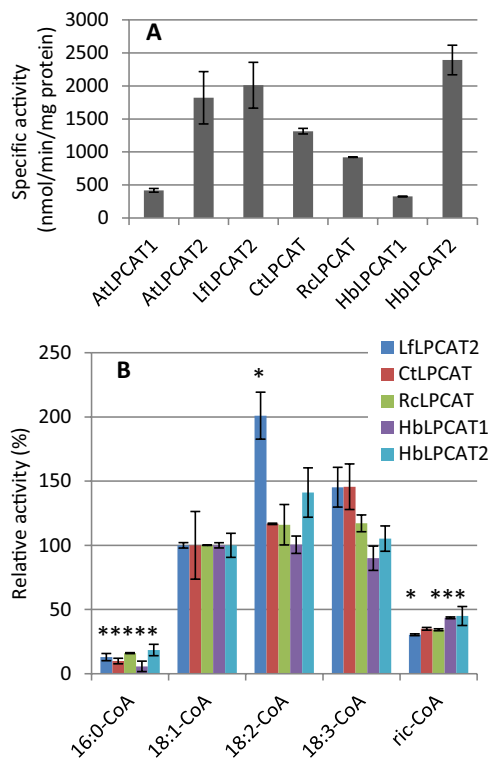 A
Specific activity
(nmol/min/mg protein)
3000
2500
2000
1500
1000
500
0
AtLPCAT1
AtLPCAT2
LfLPCAT2
CtLPCAT
RcLPCAT
HbLPCAT1
HbLPCAT2
B
LfLPCAT2
CtLPCAT
RcLPCAT
HbLPCAT1
HbLPCAT2
Relative activity (%)
250
200
150
100
50
0
*
*****
* ***
16:0-CoA
18:1-CoA
18:2-CoA
18:3-CoA
ric-CoA